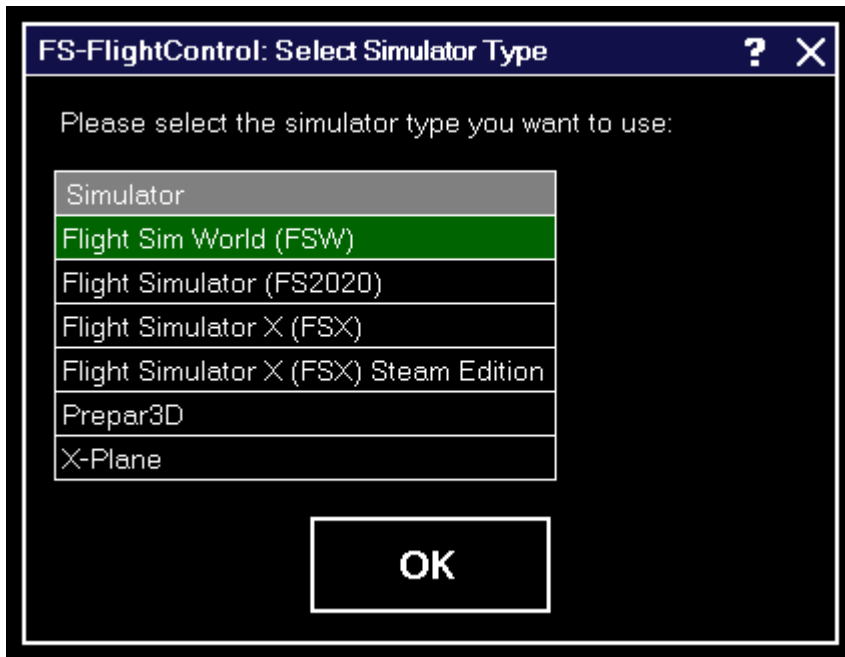 FS-FlightControl: Select Simulator Type ? X
Please select the simulator type you want to use:
Simulator
Flight Sim World (FSW)
Flight Simulator (FS2020)
Flight Simulator X (FSX)
Flight Simulator X (FSX) Steam Edition
Prepar3D
X-Plane
OK